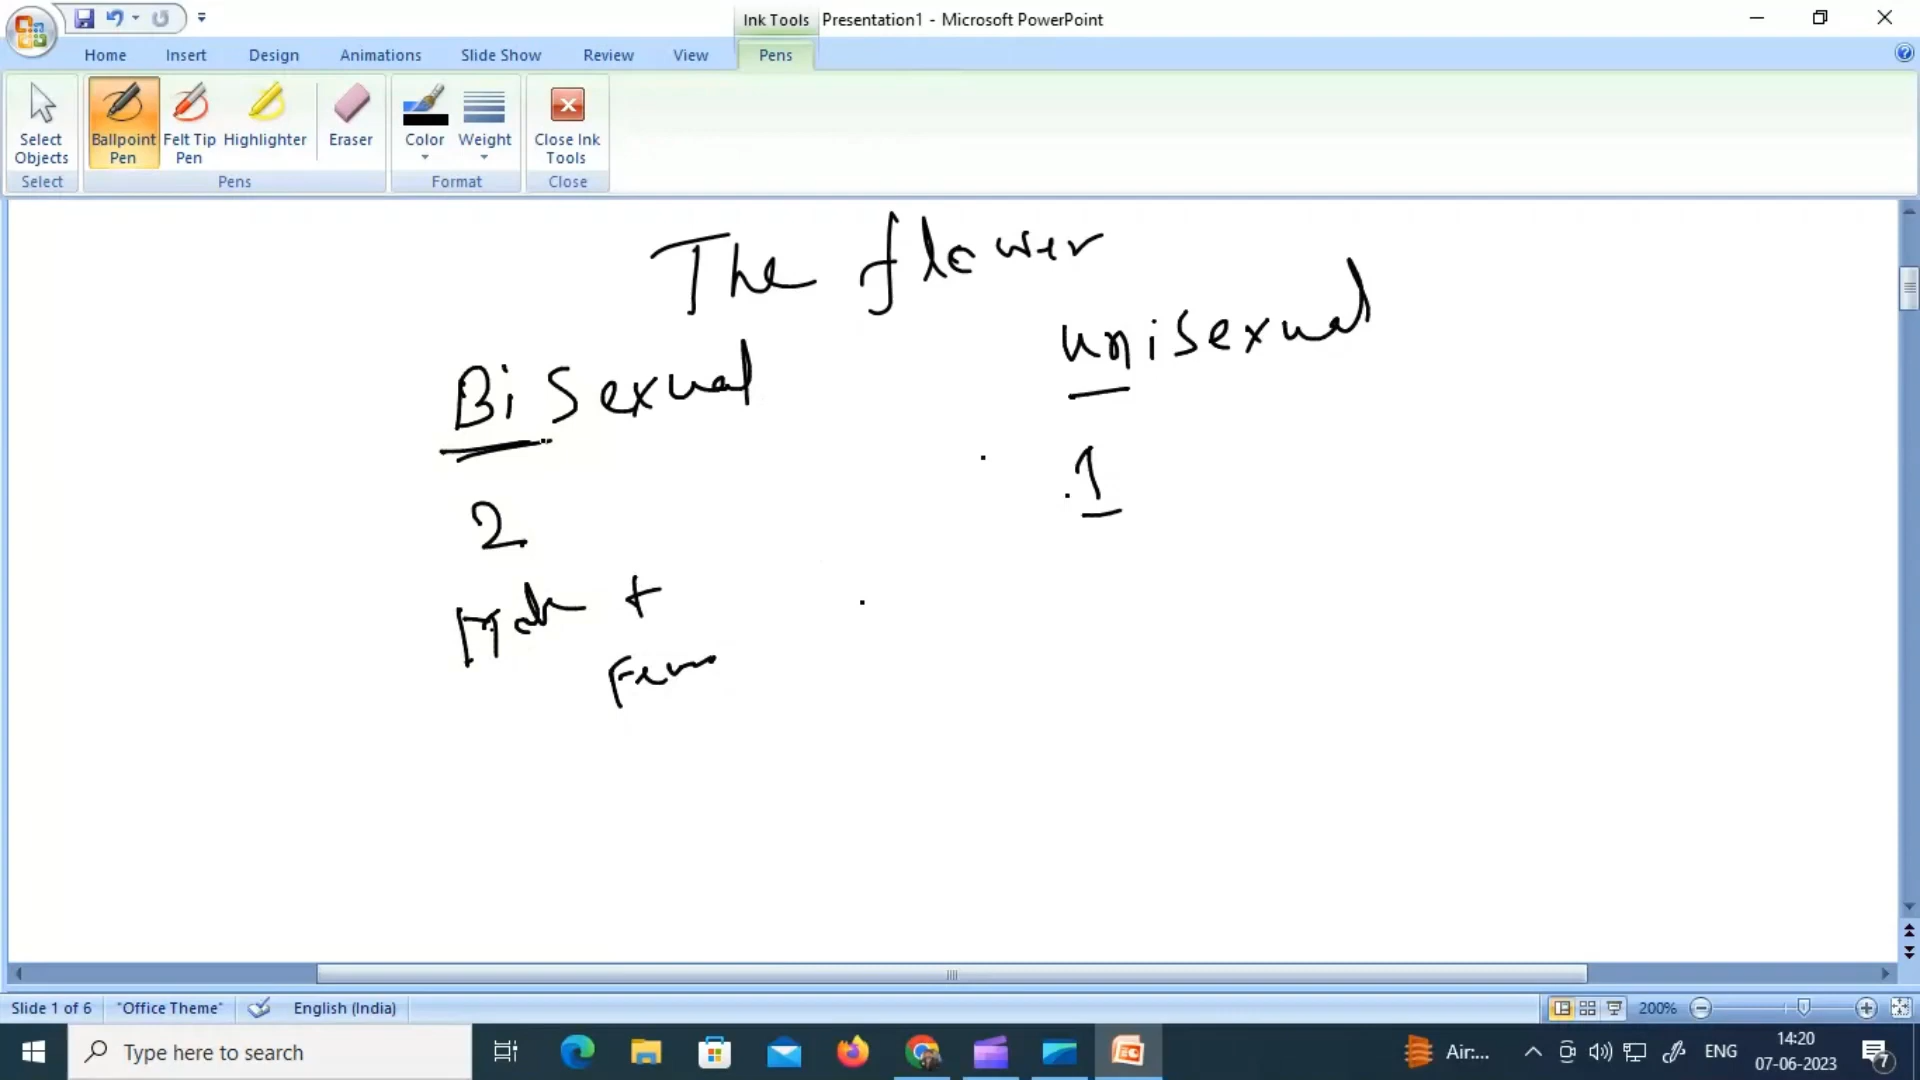 Ink Tools Presentation1 - Microsoft PowerPoint
Home Insert Design Animations Slide Show Review View Pens
Select Objects Ballpoint Pen Felt Tip Pen Highlighter Eraser Color Weight Close Ink Tools
Select Pens Format Close
The flower
Bisexual unisexual
2 1
Male +
Fem
Slide 1 of 6 "Office Theme" English (India) 200%
Type here to search Air:... ENG 14:20 07-06-2023 7